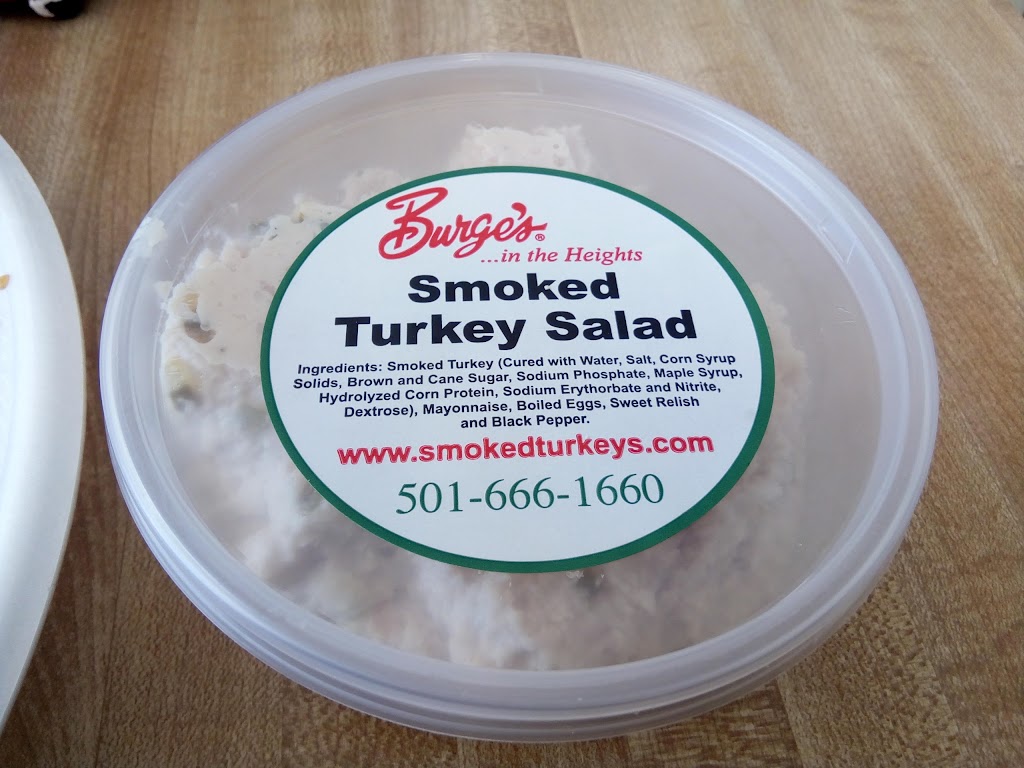 Burge's®
...in the Heights
Smoked
Turkey Salad
Ingredients: Smoked Turkey (Cured with Water, Salt, Corn Syrup
Solids, Brown and Cane Sugar, Sodium Phosphate, Maple Syrup,
Hydrolyzed Corn Protein, Sodium Erythorbate and Nitrite,
Dextrose), Mayonnaise, Boiled Eggs, Sweet Relish
and Black Pepper.
www.smokedturkeys.com
501-666-1660